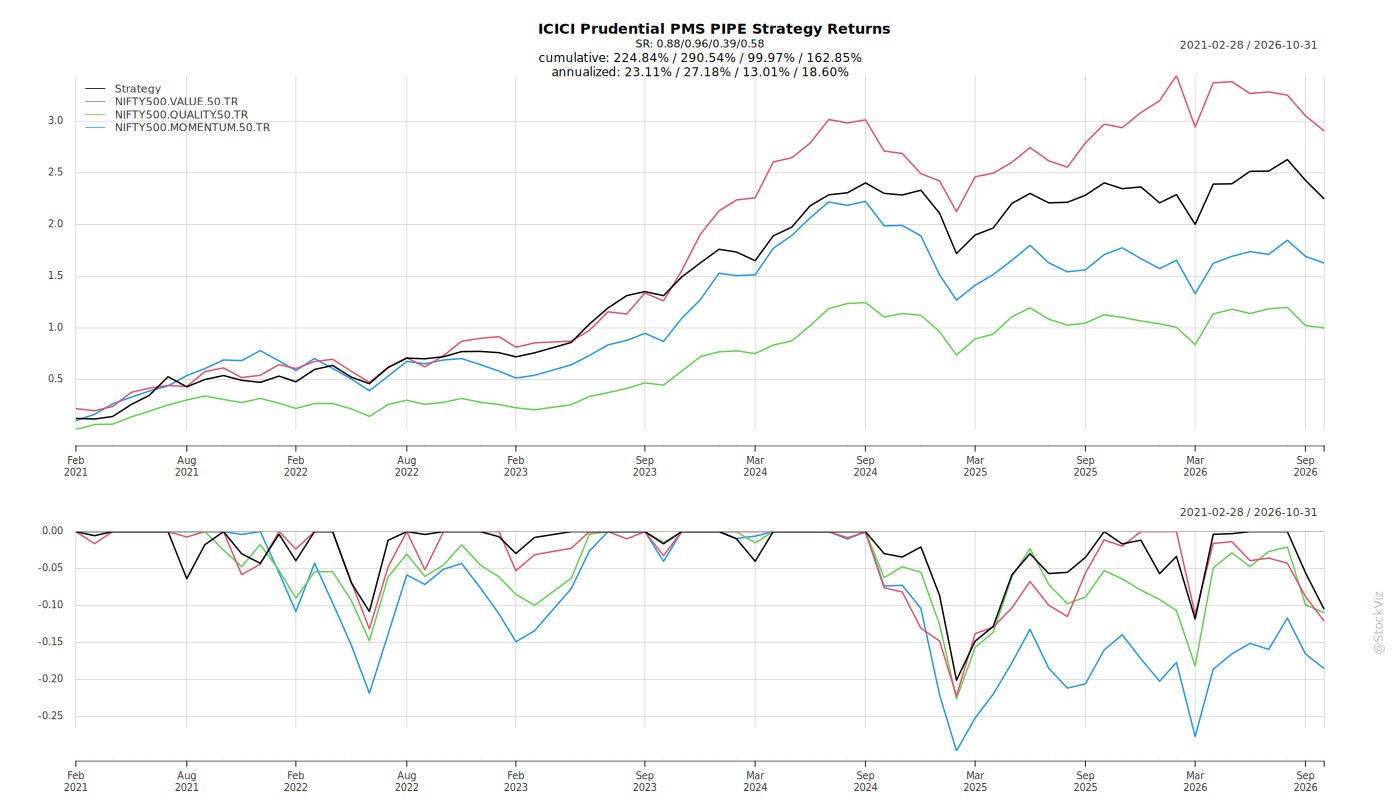 ICICI Prudential PMS PIPE Strategy Returns
SR: 0.88/0.96/0.39/0.58
cumulative: 224.84% / 290.54% / 99.97% / 162.85%
annualized: 23.11% / 27.18% / 13.01% / 18.60%
2021-02-28 / 2026-10-31
Strategy
NIFTY500.VALUE.50.TR
NIFTY500.QUALITY.50.TR
NIFTY500.MOMENTUM.50.TR
3.0
2.5
2.0
1.5
1.0
0.5
Feb 2021
Aug 2021
Feb 2022
Aug 2022
Feb 2023
Sep 2023
Mar 2024
Sep 2024
Mar 2025
Sep 2025
Mar 2026
Sep 2026
2021-02-28 / 2026-10-31
0.00
-0.05
-0.10
-0.15
-0.20
-0.25
Feb 2021
Aug 2021
Feb 2022
Aug 2022
Feb 2023
Sep 2023
Mar 2024
Sep 2024
Mar 2025
Sep 2025
Mar 2026
Sep 2026
@StockViz